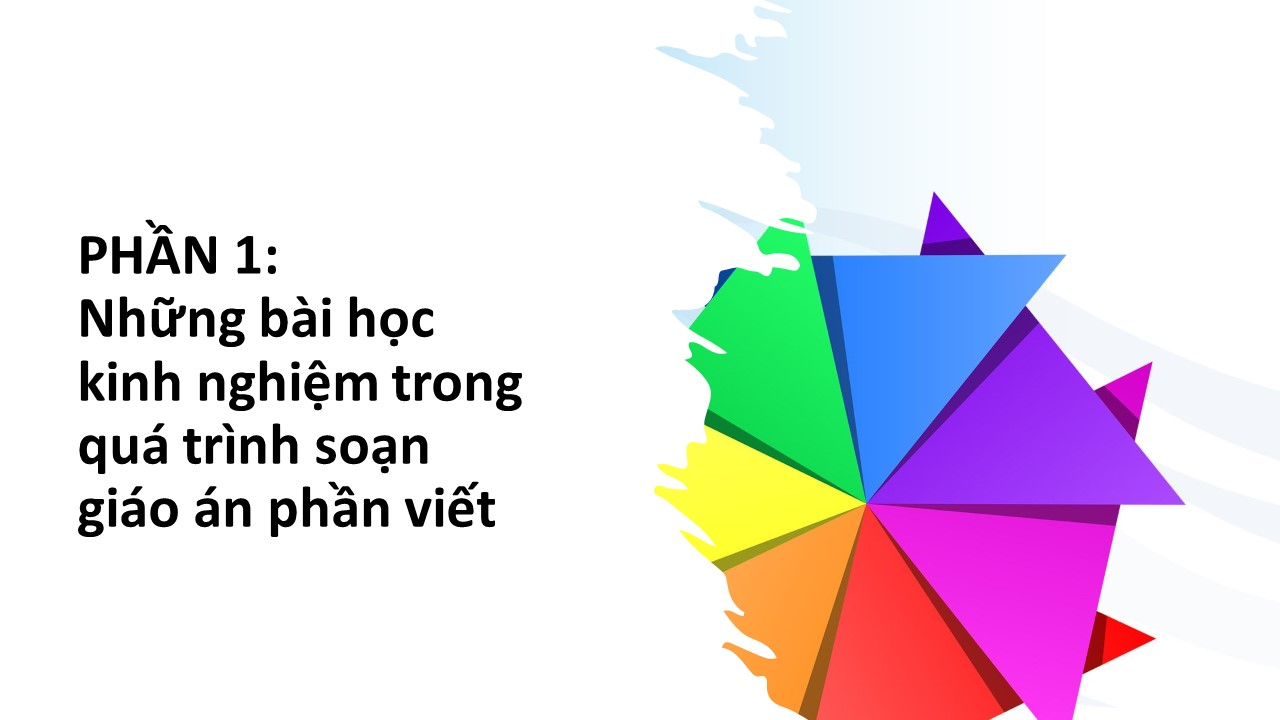 PHẦN 1:
Những bài học
kinh nghiệm trong
quá trình soạn
giáo án phần viết